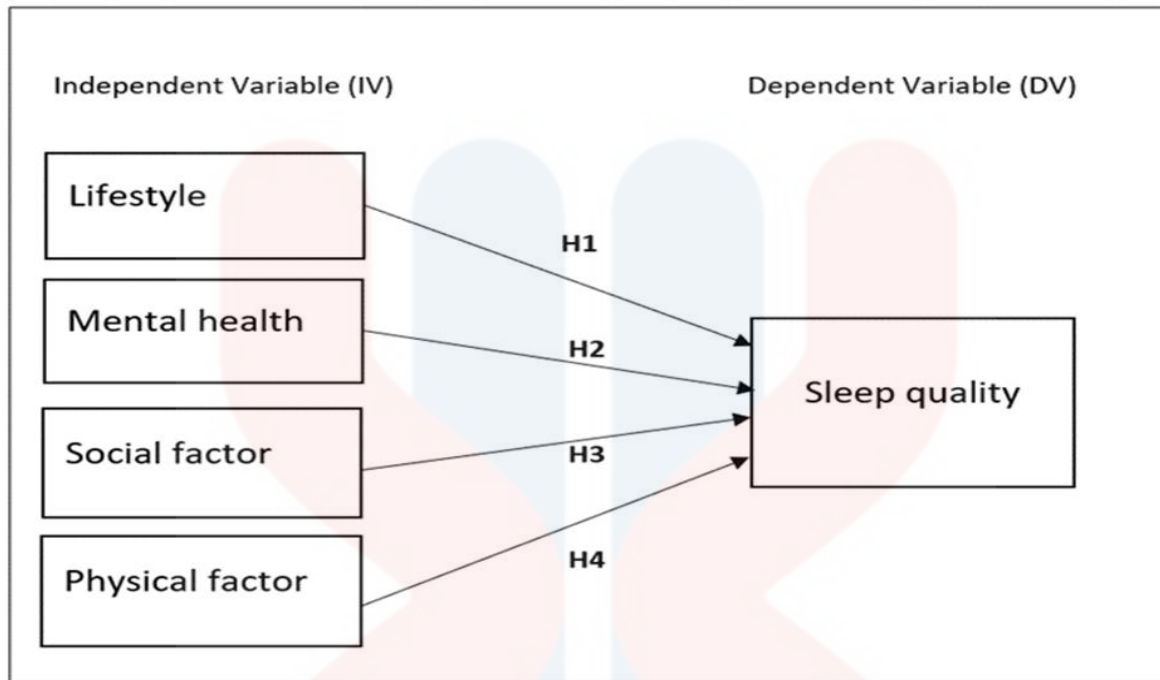 Independent Variable (IV)
Dependent Variable (DV)
Lifestyle
H1
Mental health
H2
Sleep quality
Social factor
H3
Physical factor
H4